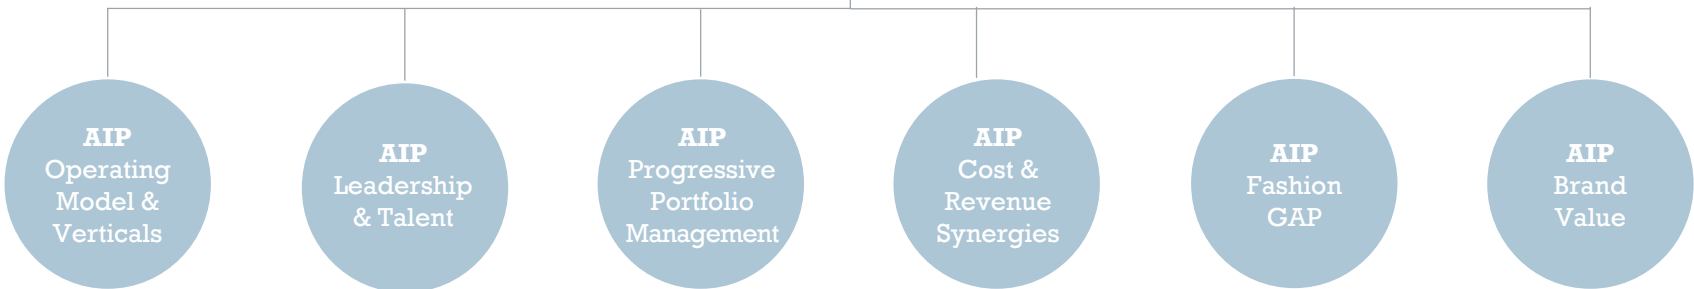 AIP
Operating
Model &
Verticals
AIP
Leadership
& Talent
AIP
Progressive
Portfolio
Management
AIP
Cost &
Revenue
Synergies
AIP
Fashion
GAP
AIP
Brand
Value